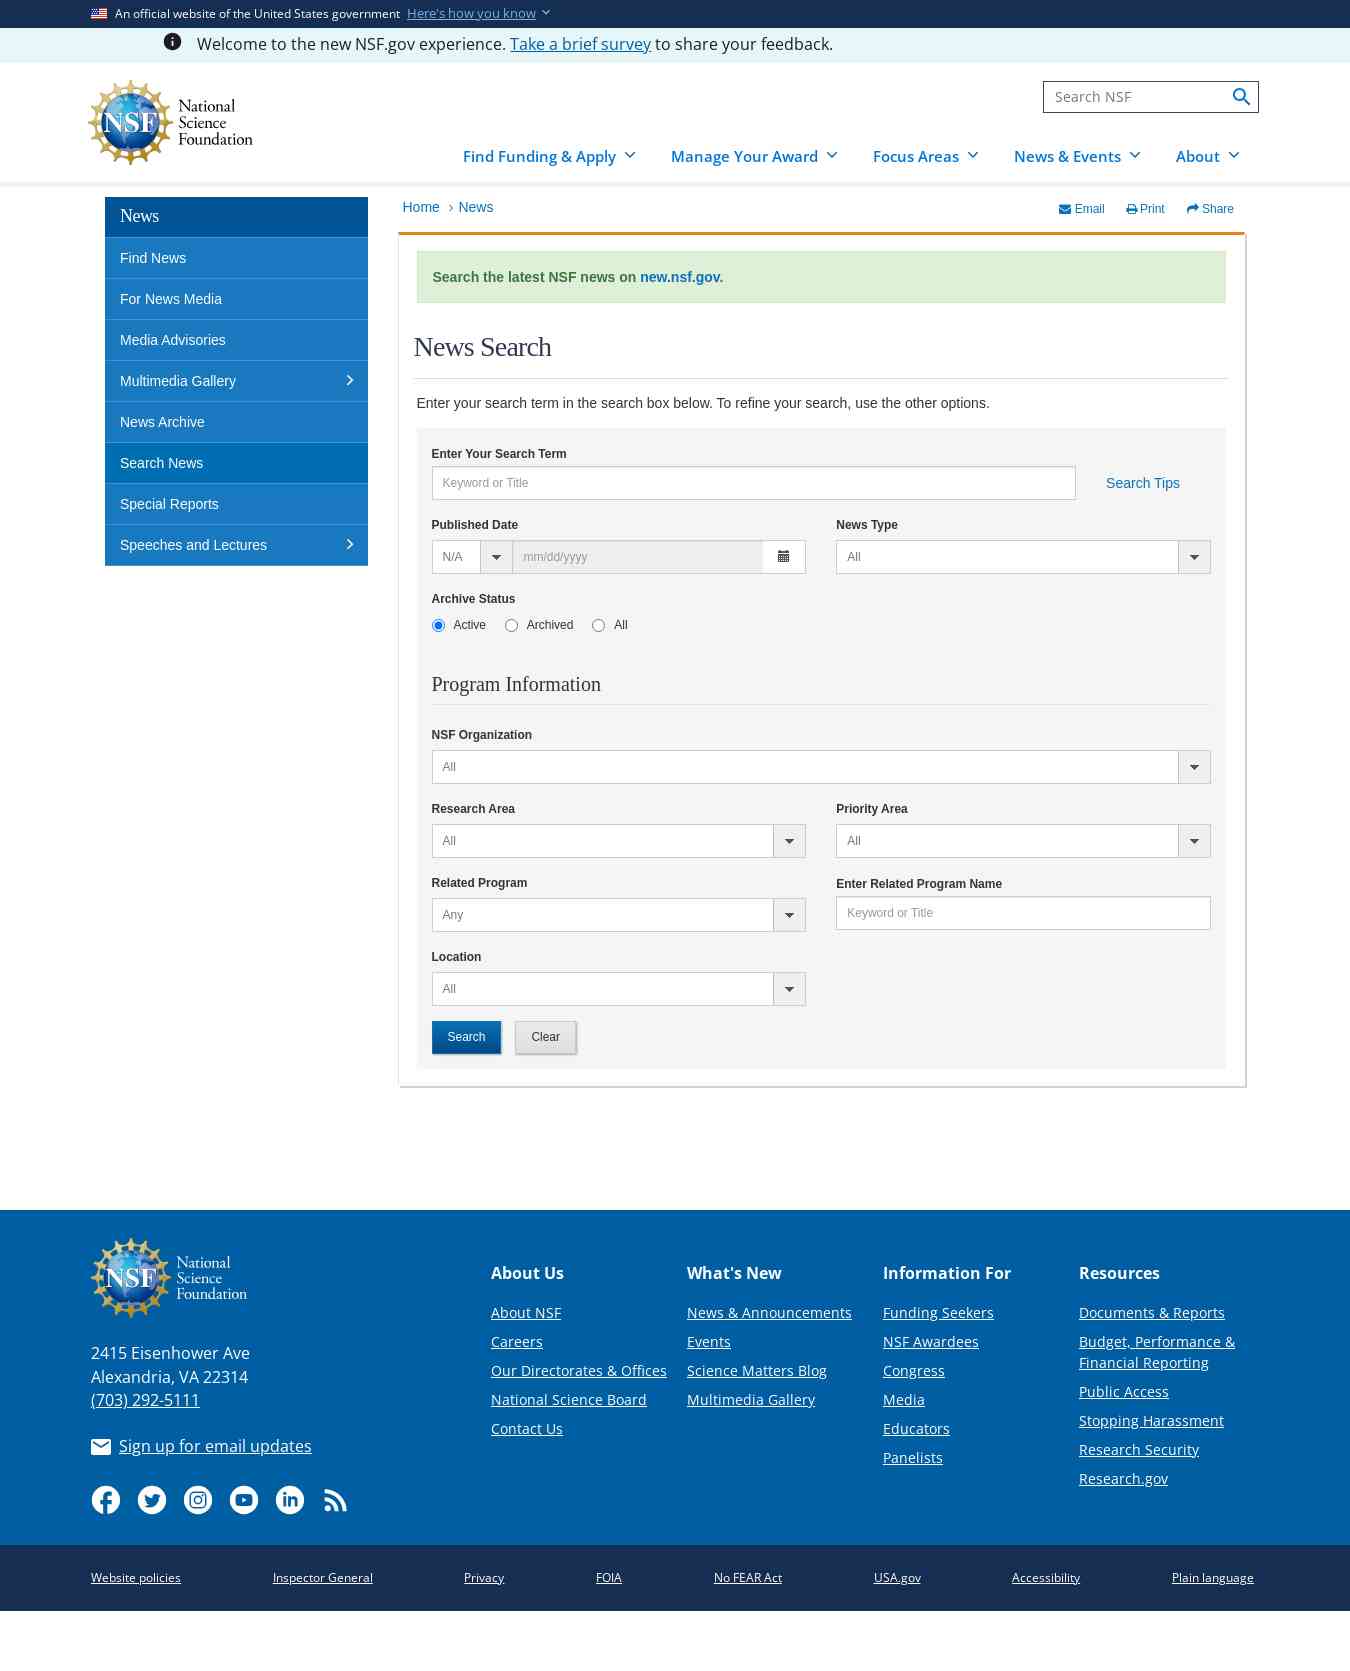 An official website of the United States government Here's how you know
Welcome to the new NSF.gov experience. Take a brief survey to share your feedback.
NSF
National
Science
Foundation
Search NSF
Find Funding & Apply
Manage Your Award
Focus Areas
News & Events
About
News
Find News
For News Media
Media Advisories
Multimedia Gallery
News Archive
Search News
Special Reports
Speeches and Lectures
Home › News
Email
Print
Share
Search the latest NSF news on new.nsf.gov.
News Search
Enter your search term in the search box below. To refine your search, use the other options.
Enter Your Search Term
Keyword or Title
Search Tips
Published Date
N/A
mm/dd/yyyy
News Type
All
Archive Status
Active
Archived
All
Program Information
NSF Organization
All
Research Area
All
Priority Area
All
Related Program
Any
Enter Related Program Name
Keyword or Title
Location
All
Search
Clear
NSF
National
Science
Foundation
2415 Eisenhower Ave
Alexandria, VA 22314
(703) 292-5111
Sign up for email updates
About Us
About NSF
Careers
Our Directorates & Offices
National Science Board
Contact Us
What's New
News & Announcements
Events
Science Matters Blog
Multimedia Gallery
Information For
Funding Seekers
NSF Awardees
Congress
Media
Educators
Panelists
Resources
Documents & Reports
Budget, Performance &
Financial Reporting
Public Access
Stopping Harassment
Research Security
Research.gov
Website policies
Inspector General
Privacy
FOIA
No FEAR Act
USA.gov
Accessibility
Plain language